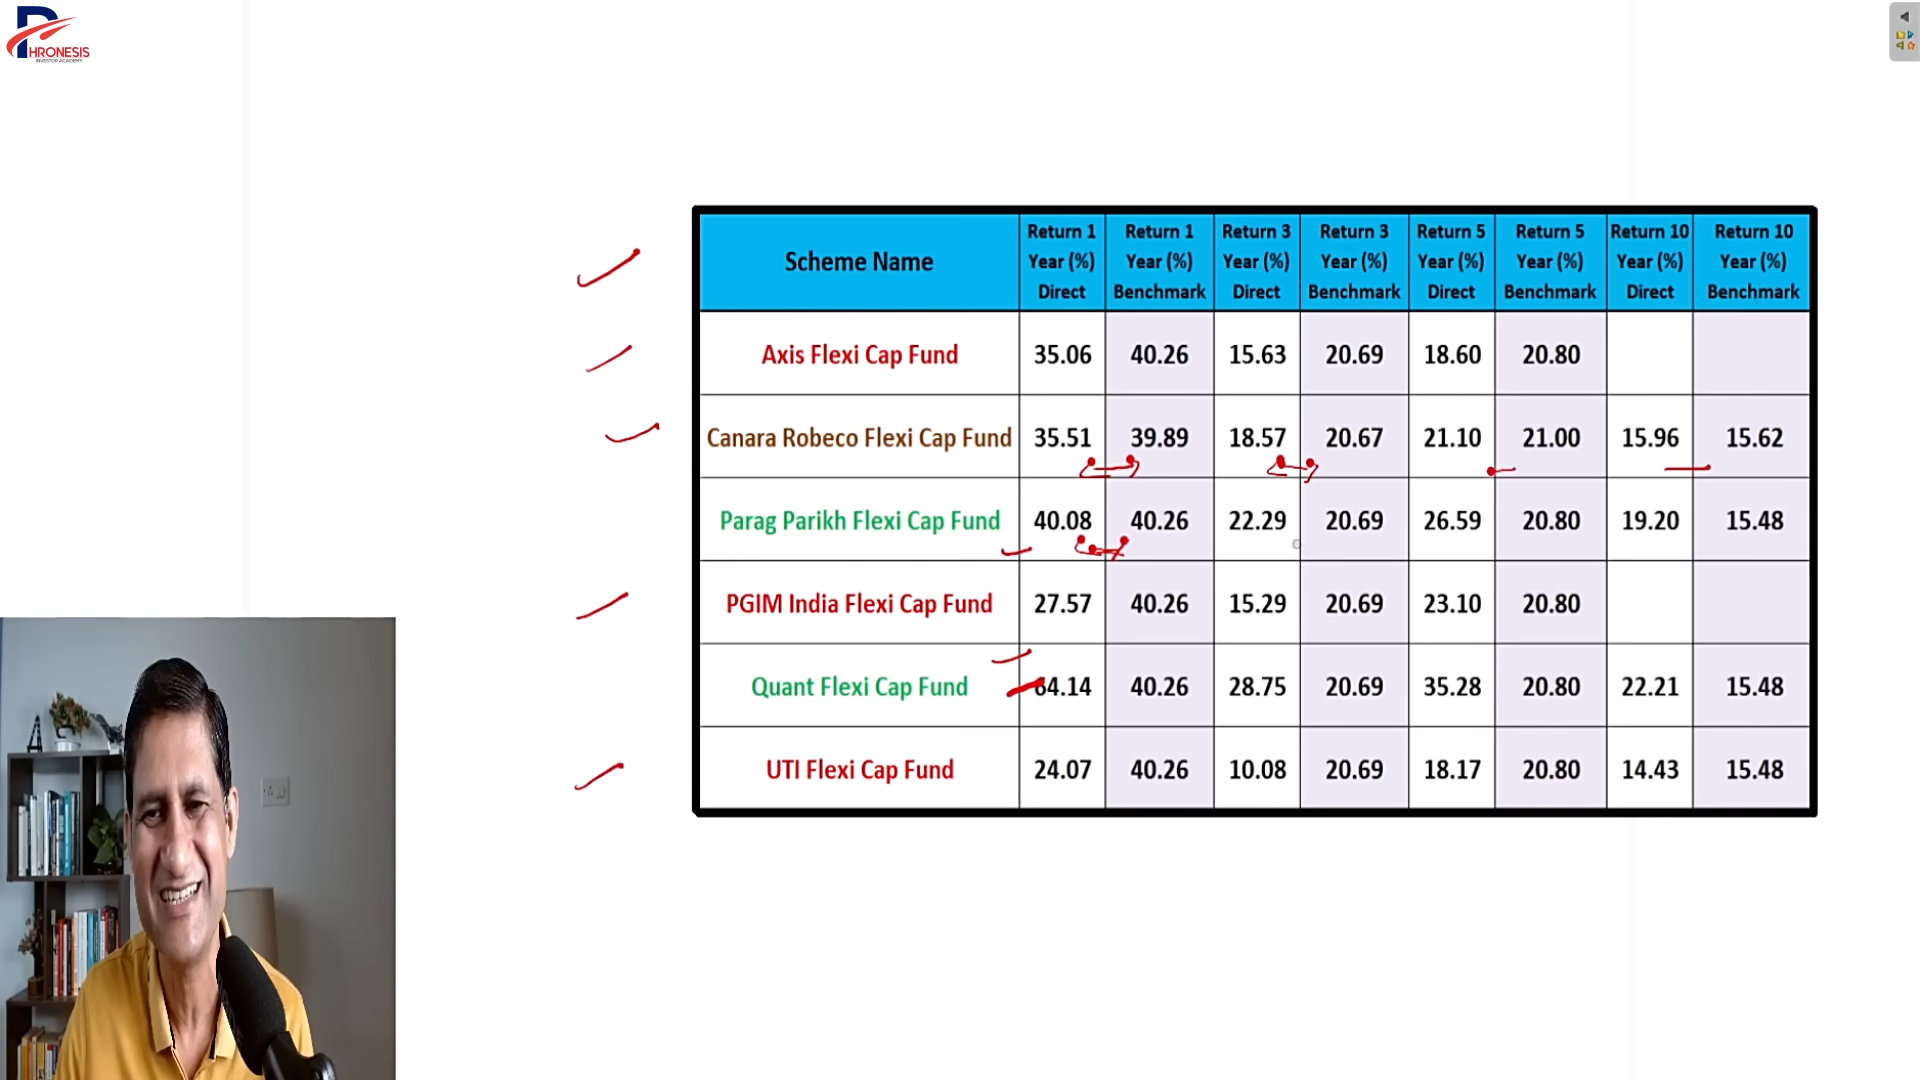 PHRONESIS
INVESTOR ACADEMY
Scheme Name
Return 1 Year (%) Direct
Return 1 Year (%) Benchmark
Return 3 Year (%) Direct
Return 3 Year (%) Benchmark
Return 5 Year (%) Direct
Return 5 Year (%) Benchmark
Return 10 Year (%) Direct
Return 10 Year (%) Benchmark
Axis Flexi Cap Fund 35.06 40.26 15.63 20.69 18.60 20.80
Canara Robeco Flexi Cap Fund 35.51 39.89 18.57 20.67 21.10 21.00 15.96 15.62
Parag Parikh Flexi Cap Fund 40.08 40.26 22.29 20.69 26.59 20.80 19.20 15.48
PGIM India Flexi Cap Fund 27.57 40.26 15.29 20.69 23.10 20.80
Quant Flexi Cap Fund 64.14 40.26 28.75 20.69 35.28 20.80 22.21 15.48
UTI Flexi Cap Fund 24.07 40.26 10.08 20.69 18.17 20.80 14.43 15.48